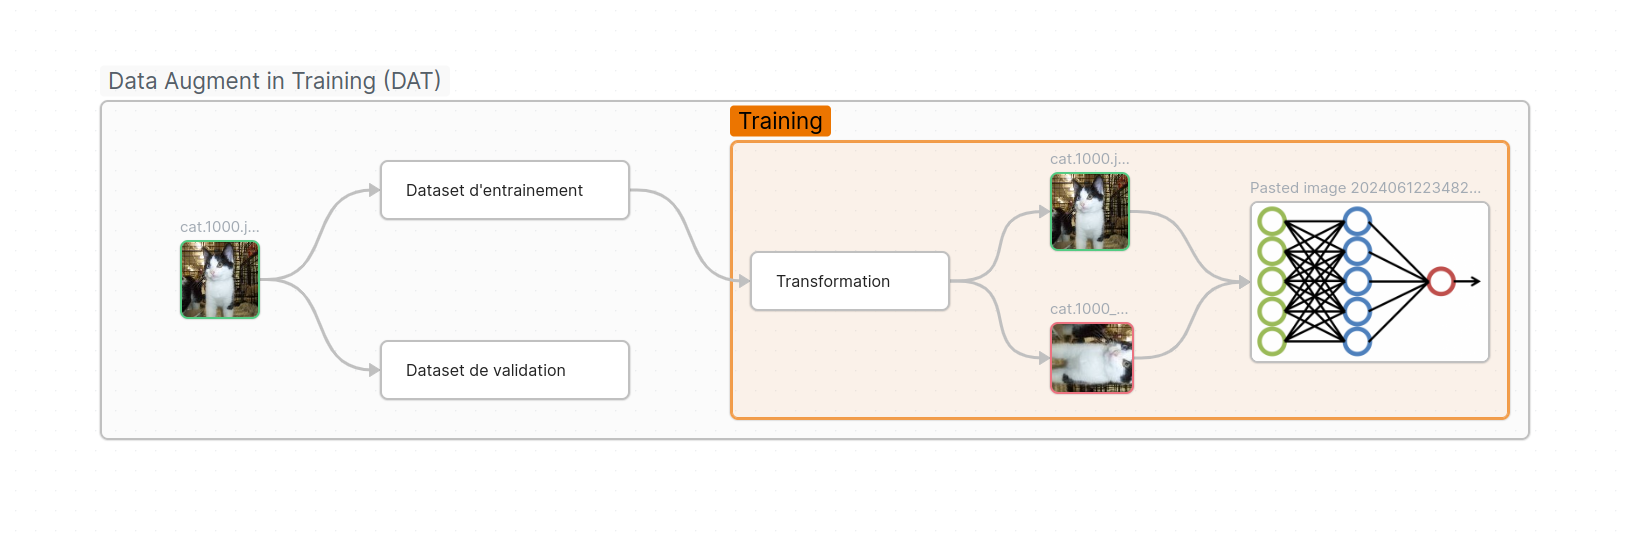 Data Augment in Training (DAT)
Training
cat.1000.j...
Pasted image 2024061223482...
Dataset d'entrainement
cat.1000.j...
Transformation
cat.1000_...
Dataset de validation